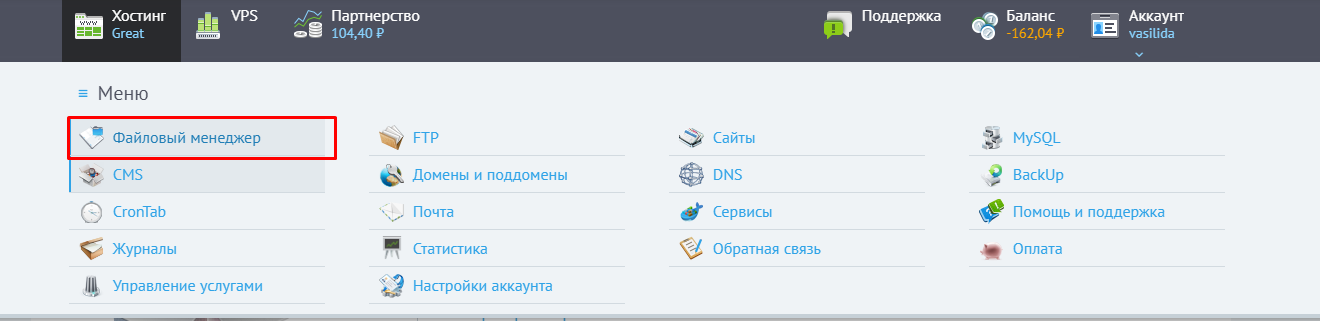 Хостинг
Great
VPS
Партнерство
104,40 ₽
Поддержка
Баланс
-162,04 ₽
Аккаунт
vasilida
≡ Меню
Файловый менеджер
FTP
Сайты
MySQL
CMS
Домены и поддомены
DNS
BackUp
CronTab
Почта
Сервисы
Помощь и поддержка
Журналы
Статистика
Обратная связь
Оплата
Управление услугами
Настройки аккаунта